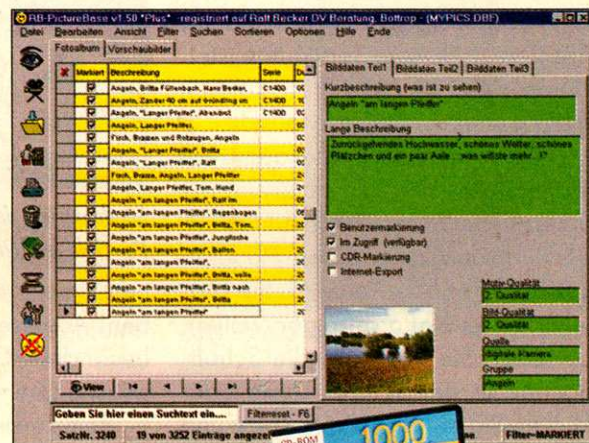 RB-PictureBase v1.50 "Plus" -registriert auf Ralf Becker DV Beratung, Bottrop - (MYPICS.DBF)
Datei Bearbeiten Ansicht Filter Suchen Sortieren Optionen Hilfe Ende
Fotoalbum Vorschaubilder
Markiert Beschreibung Serie
Angeln, Britta Füllenbach, Hans Becker, C1400
Angeln, Zander 40 cm auf Gründling im C1400
Angeln, "Langer Pfeiffer", Abendrot C1400
Angeln, Langer Pfeiffer,
Fisch, Brassen und Rotaugen, Angeln
Angeln, "Langer Pfeiffer", Britta
Angeln, "Langer Pfeiffer", Ralf
Fisch, Brasse, Angeln, Langer Pfeiffer
Angeln, Langer Pfeiffer, Tom, Hund
Angeln "am langen Pfeiffer", Ralf im
Angeln "am langen Pfeiffer", Regenbogen
Angeln "am langen Pfeiffer", Britta, Tom,
Angeln "am langen Pfeiffer", Jungfische
Angeln "am langen Pfeiffer", Ballon
Angeln "am langen Pfeiffer",
Angeln "am langen Pfeiffer", Britta, volle
Angeln "am langen Pfeiffer", Britta nach
Angeln "am langen Pfeiffer", Britta
Angeln "am langen Pfeiffer"
View
Bilddaten Teil1 Bilddaten Teil2 Bilddaten Teil3
Kurzbeschreibung (was ist zu sehen)
Angeln "am langen Pfeiffer"
Lange Beschreibung
Zurückgehendes Hochwasser, schönes Wetter, schönes
Plätzchen und ein paar Aale... was willste mehr..!?
Benutzermarkierung
Im Zugriff (verfügbar)
CDR-Markierung
Internet-Export
Motiv-Qualität
2. Qualität
Bild-Qualität
2. Qualität
Quelle
digitale Kamera
Gruppe
Angeln
Geben Sie hier einen Suchtext ein.... Filterreset - F6
SatzNr. 3240 19 von 3252 Einträge Filter=MARKIERT
CD-ROM 1000